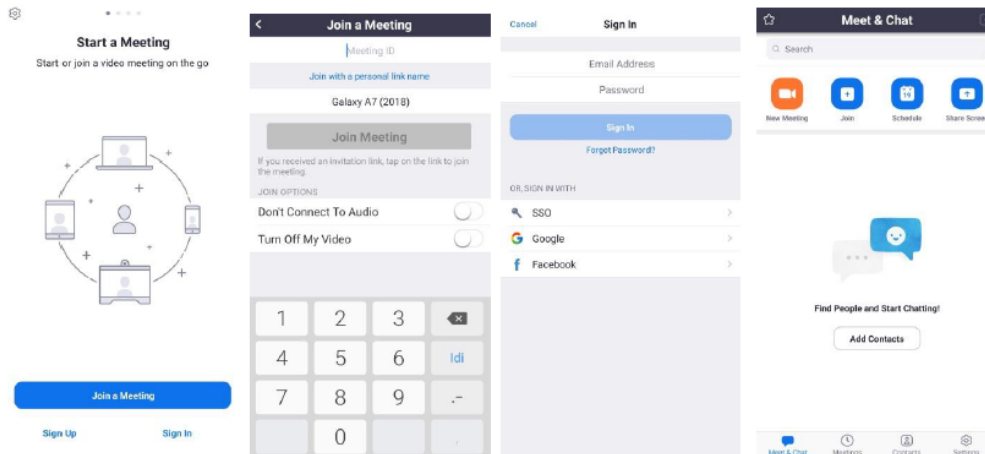 Start a Meeting
Start or join a video meeting on the go
Join a Meeting
Sign Up
Sign In
Join a Meeting
Meeting ID
Join with a personal link name
Galaxy A7 (2018)
Join Meeting
If you received an invitation link, tap on the link to join
the meeting.
JOIN OPTIONS
Don't Connect To Audio
Turn Off My Video
1 2 3
4 5 6 Idi
7 8 9 .-
0 ,
Cancel Sign In
Email Address
Password
Sign In
Forgot Password?
OR, SIGN IN WITH
SSO
Google
Facebook
Meet & Chat
Search
19
New Meeting Join Schedule Share Screen
Find People and Start Chatting!
Add Contacts
Meet & Chat Meetings Contacts Settings